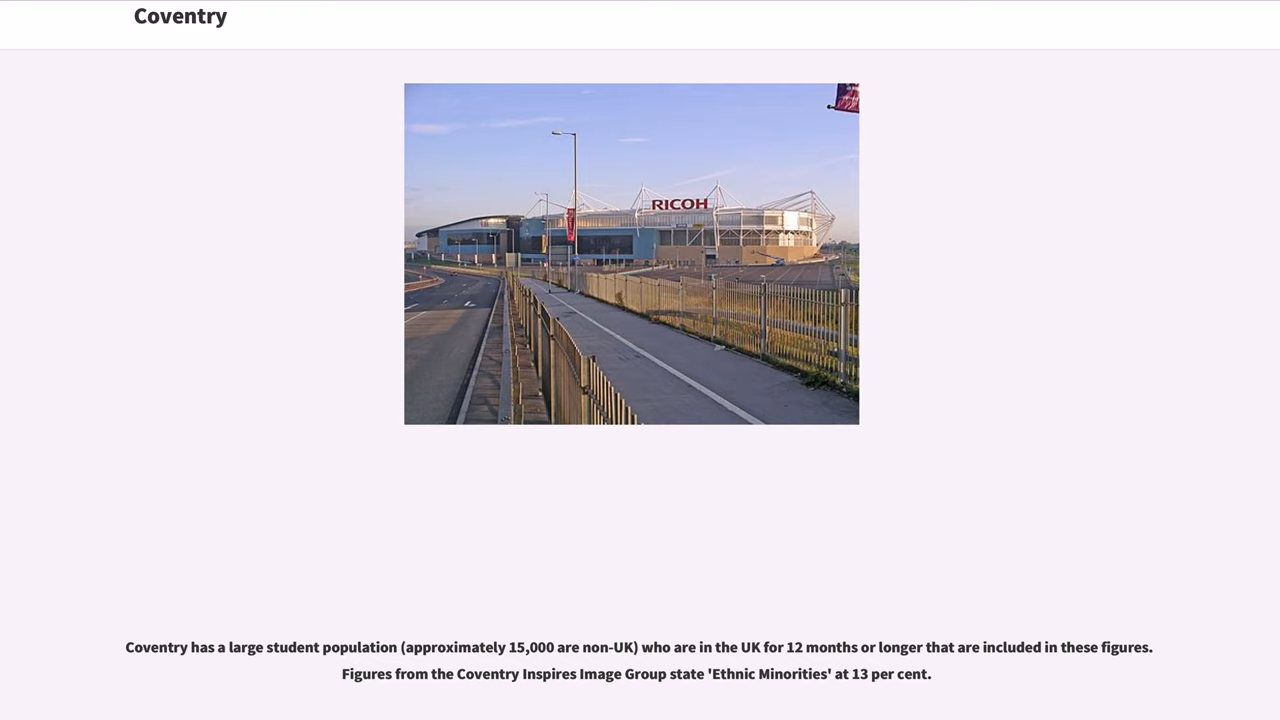 Coventry
RICOH
Coventry has a large student population (approximately 15,000 are non-UK) who are in the UK for 12 months or longer that are included in these figures.
Figures from the Coventry Inspires Image Group state 'Ethnic Minorities' at 13 per cent.